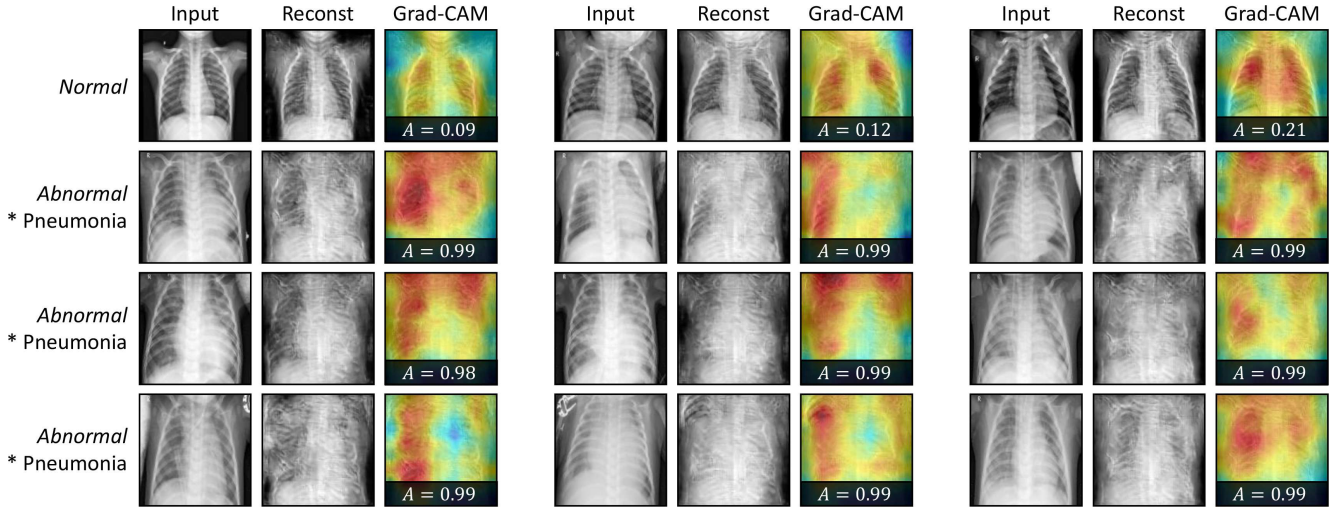 Input Reconst Grad-CAM Input Reconst Grad-CAM Input Reconst Grad-CAM
Normal
A = 0.09 A = 0.12 A = 0.21
Abnormal
* Pneumonia
A = 0.99 A = 0.99 A = 0.99
Abnormal
* Pneumonia
A = 0.98 A = 0.99 A = 0.99
Abnormal
* Pneumonia
A = 0.99 A = 0.99 A = 0.99